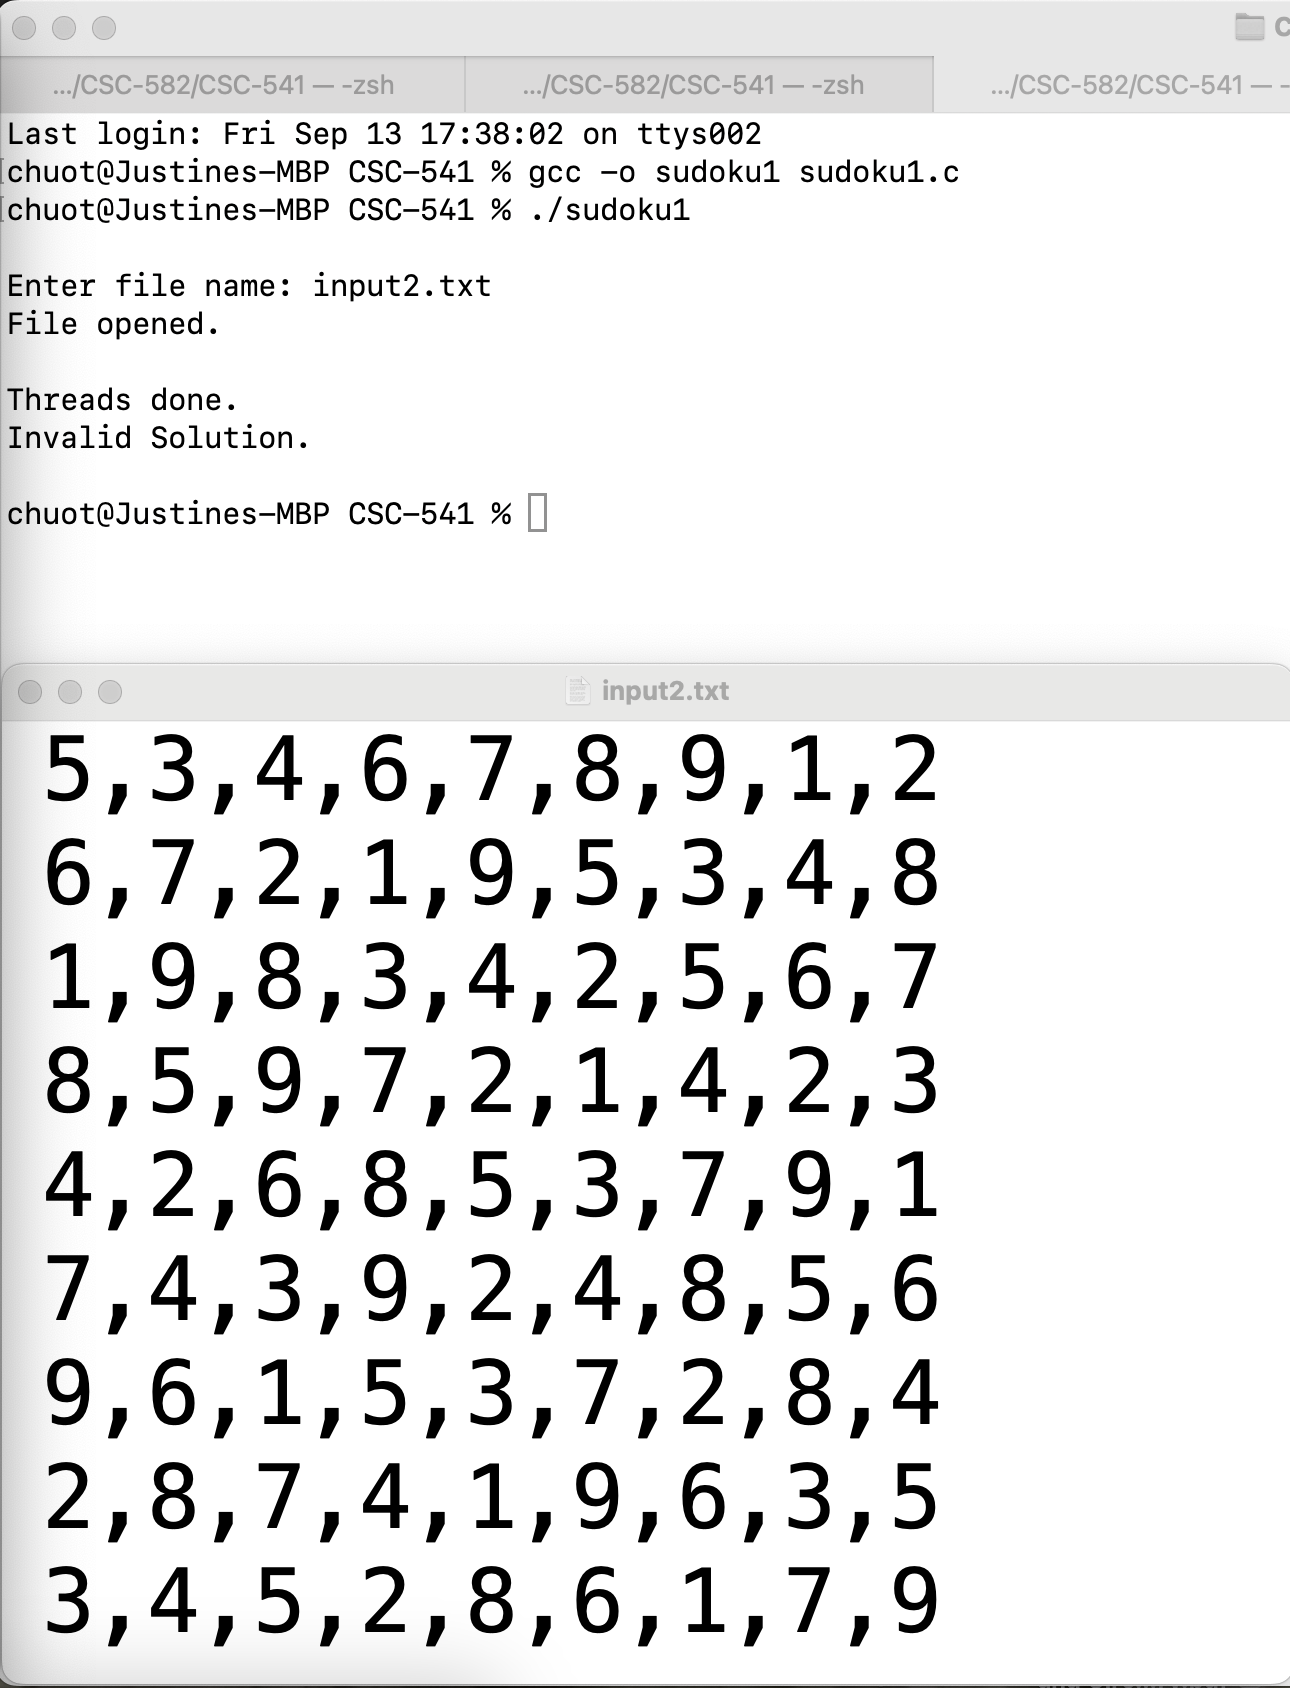 C
.../CSC-582/CSC-541 — -zsh .../CSC-582/CSC-541 — -zsh .../CSC-582/CSC-541 — -
Last login: Fri Sep 13 17:38:02 on ttys002
chuot@Justines-MBP CSC-541 % gcc -o sudoku1 sudoku1.c
chuot@Justines-MBP CSC-541 % ./sudoku1
Enter file name: input2.txt
File opened.
Threads done.
Invalid Solution.
chuot@Justines-MBP CSC-541 %
input2.txt
5,3,4,6,7,8,9,1,2
6,7,2,1,9,5,3,4,8
1,9,8,3,4,2,5,6,7
8,5,9,7,2,1,4,2,3
4,2,6,8,5,3,7,9,1
7,4,3,9,2,4,8,5,6
9,6,1,5,3,7,2,8,4
2,8,7,4,1,9,6,3,5
3,4,5,2,8,6,1,7,9